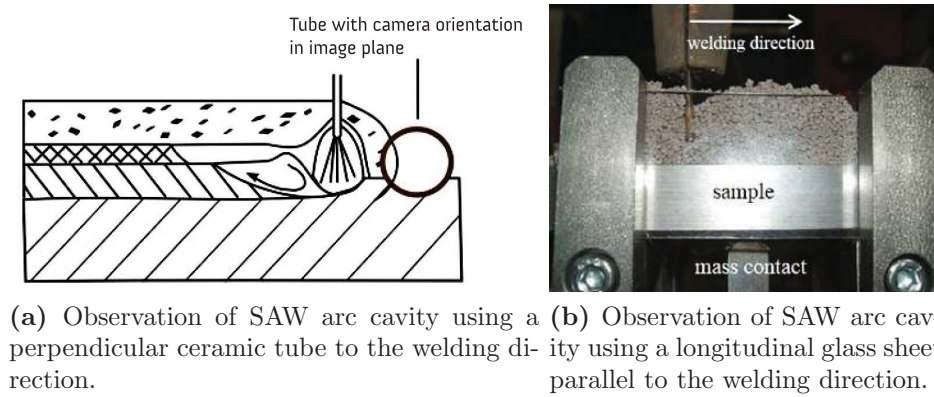 Tube with camera orientation
in image plane
welding direction
sample
mass contact
(a) Observation of SAW arc cavity using a
perpendicular ceramic tube to the welding di-
rection.
(b) Observation of SAW arc cav
ity using a longitudinal glass sheet
parallel to the welding direction.